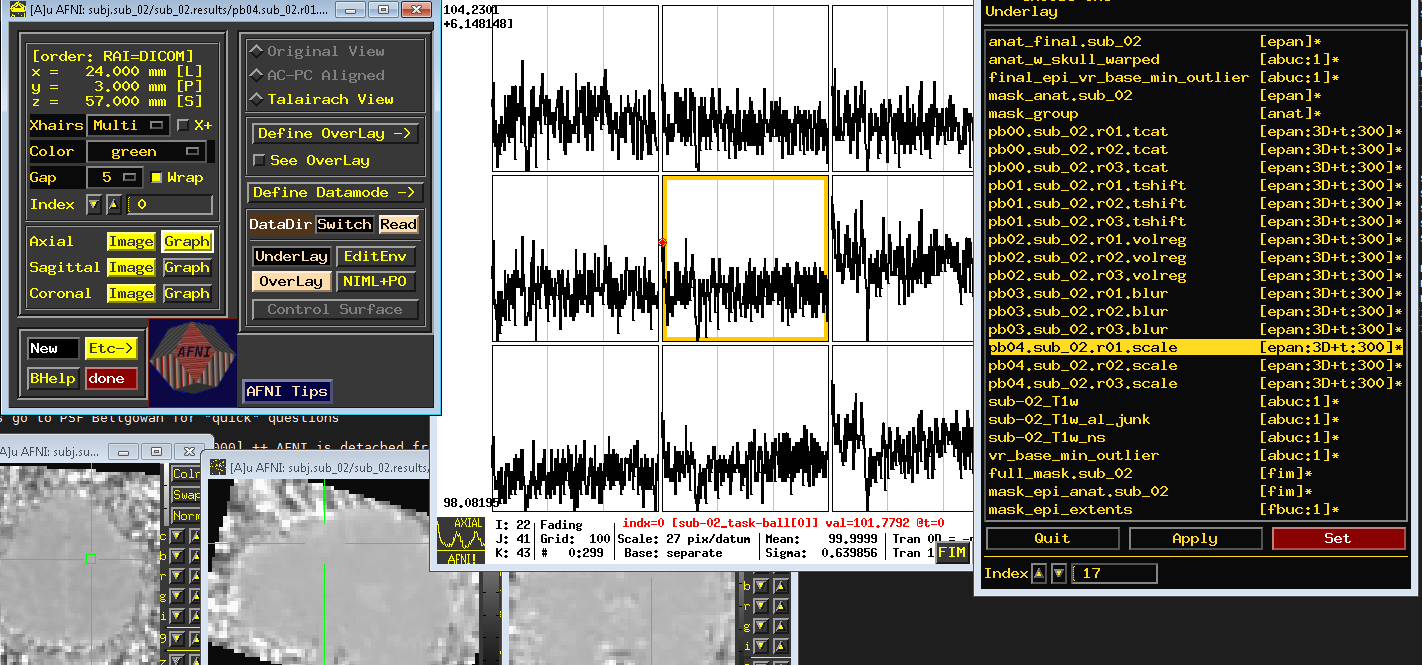 [A]u AFNI: subj.sub_02/sub_02.results/pb04.sub_02.r01....
[order: RAI=DICOM]
x = 24.000 mm [L]
y = 3.000 mm [P]
z = 57.000 mm [S]
Xhairs Multi X+
Color green
Gap 5 Wrap
Index 0
Axial Image Graph
Sagittal Image Graph
Coronal Image Graph
New Etc->
BHelp done
AFNI
Original View
AC-PC Aligned
Talairach View
Define OverLay ->
See OverLay
Define Datamode ->
DataDir Switch Read
UnderLay EditEnv
OverLay NIML+PO
Control Surface
AFNI Tips
s go to PSF Bellgowan for "quick" questions
000] ++ AFNI is detached fr
A]u AFNI: subj.su...
Colr
Swap
Norm
c
b
r
g
i
9
z
[A]u AFNI: subj.sub_02/sub_02.results/
104.2301
+6.148148]
98.08195
AXIAL
AFNI!
I: 22
J: 41
K: 43
Fading
Grid: 100
# 0:299
indx=0 [sub-02_task-ball[0]] val=101.7792 @t=0
Scale: 27 pix/datum
Base: separate
Mean: 99.9999
Sigma: 0.639856
Tran 0D =
Tran 1
FIM
b
r
g
i
Underlay
anat_final.sub_02 [epan]*
anat_w_skull_warped [abuc:1]*
final_epi_vr_base_min_outlier [abuc:1]*
mask_anat.sub_02 [epan]*
mask_group [anat]*
pb00.sub_02.r01.tcat [epan:3D+t:300]*
pb00.sub_02.r02.tcat [epan:3D+t:300]*
pb00.sub_02.r03.tcat [epan:3D+t:300]*
pb01.sub_02.r01.tshift [epan:3D+t:300]*
pb01.sub_02.r02.tshift [epan:3D+t:300]*
pb01.sub_02.r03.tshift [epan:3D+t:300]*
pb02.sub_02.r01.volreg [epan:3D+t:300]*
pb02.sub_02.r02.volreg [epan:3D+t:300]*
pb02.sub_02.r03.volreg [epan:3D+t:300]*
pb03.sub_02.r01.blur [epan:3D+t:300]*
pb03.sub_02.r02.blur [epan:3D+t:300]*
pb03.sub_02.r03.blur [epan:3D+t:300]*
pb04.sub_02.r01.scale [epan:3D+t:300]*
pb04.sub_02.r02.scale [epan:3D+t:300]*
pb04.sub_02.r03.scale [epan:3D+t:300]*
sub-02_T1w [abuc:1]*
sub-02_T1w_al_junk [abuc:1]*
sub-02_T1w_ns [abuc:1]*
vr_base_min_outlier [abuc:1]*
full_mask.sub_02 [fim]*
mask_epi_anat.sub_02 [fim]*
mask_epi_extents [fbuc:1]*
Quit Apply Set
Index 17